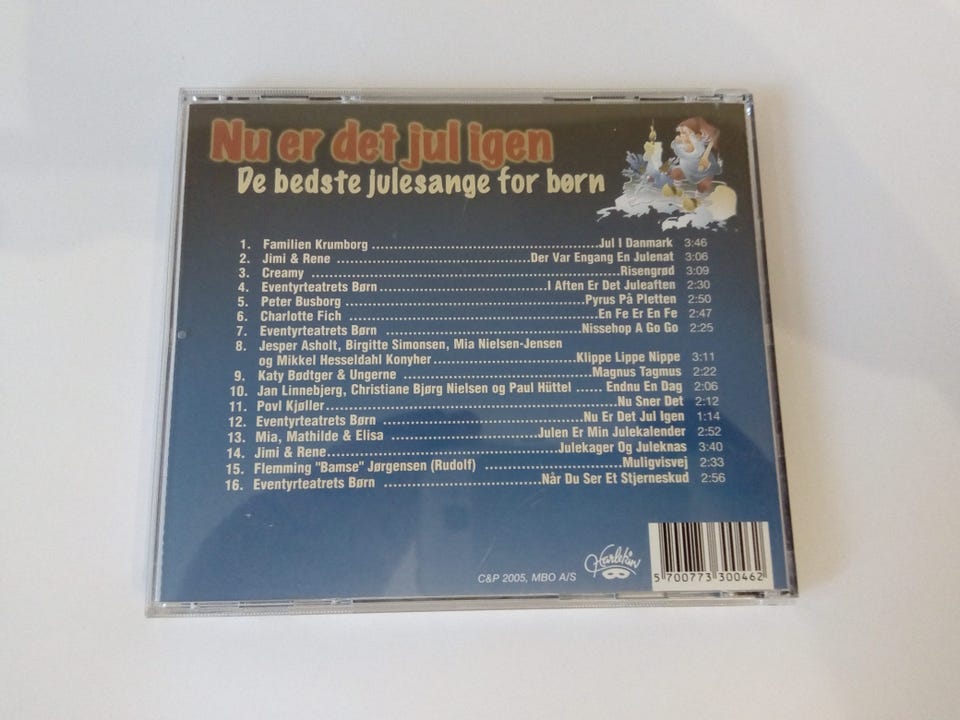 Nu er det jul igen
De bedste julesange for børn
1. Familien Krumborg ........ Jul I Danmark 3:46
2. Jimi & Rene ........ Der Var Engang En Julenat 3:06
3. Creamy ........ Risengrød 3:09
4. Eventyrteatrets Børn ........ I Aften Er Det Juleaften 2:30
5. Peter Busborg ........ Pyrus På Pletten 2:50
6. Charlotte Fich ........ En Fe Er En Fe 2:47
7. Eventyrteatrets Børn ........ Nissehop A Go Go 2:25
8. Jesper Asholt, Birgitte Simonsen, Mia Nielsen-Jensen
og Mikkel Hesseldahl Konyher ........ Klippe Lippe Nippe 3:11
9. Katy Bødtger & Ungerne ........ Magnus Tagmus 2:22
10. Jan Linnebjerg, Christiane Bjørg Nielsen og Paul Hüttel ...... Endnu En Dag 2:06
11. Povl Kjøller ........ Nu Sner Det 2:12
12. Eventyrteatrets Børn ........ Nu Er Det Jul Igen 1:14
13. Mia, Mathilde & Elisa ........ Julen Er Min Julekalender 2:52
14. Jimi & Rene ........ Julekager Og Juleknas 3:40
15. Flemming "Bamse" Jørgensen (Rudolf) ........ Muligvisvej 2:33
16. Eventyrteatrets Børn ........ Når Du Ser Et Stjerneskud 2:56
C&P 2005, MBO A/S
Harlekin
5 700773 300462